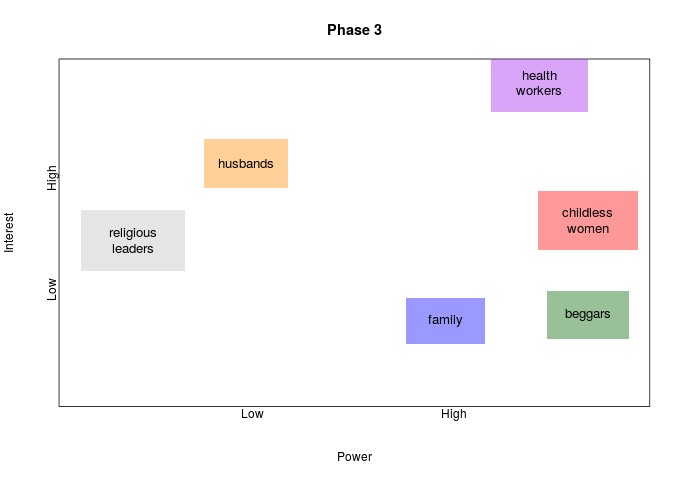 Phase 3
health
workers
husbands
High
childless
women
religious
leaders
Interest
Low
beggars
family
Low
High
Power